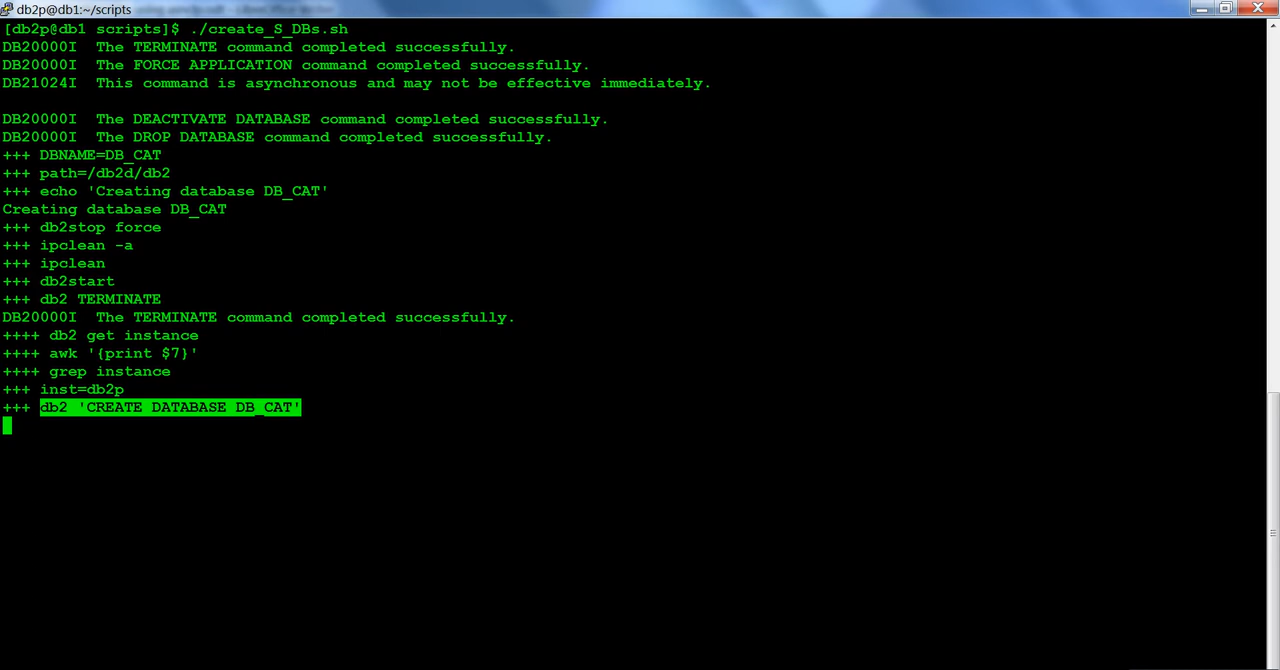 db2p@db1:~/scripts
[db2p@db1 scripts]$ ./create_S_DBs.sh
DB20000I  The TERMINATE command completed successfully.
DB20000I  The FORCE APPLICATION command completed successfully.
DB21024I  This command is asynchronous and may not be effective immediately.
DB20000I  The DEACTIVATE DATABASE command completed successfully.
DB20000I  The DROP DATABASE command completed successfully.
+++ DBNAME=DB_CAT
+++ path=/db2d/db2
+++ echo 'Creating database DB_CAT'
Creating database DB_CAT
+++ db2stop force
+++ ipclean -a
+++ ipclean
+++ db2start
+++ db2 TERMINATE
DB20000I  The TERMINATE command completed successfully.
++++ db2 get instance
++++ awk '{print $7}'
++++ grep instance
+++ inst=db2p
+++ db2 'CREATE DATABASE DB_CAT'